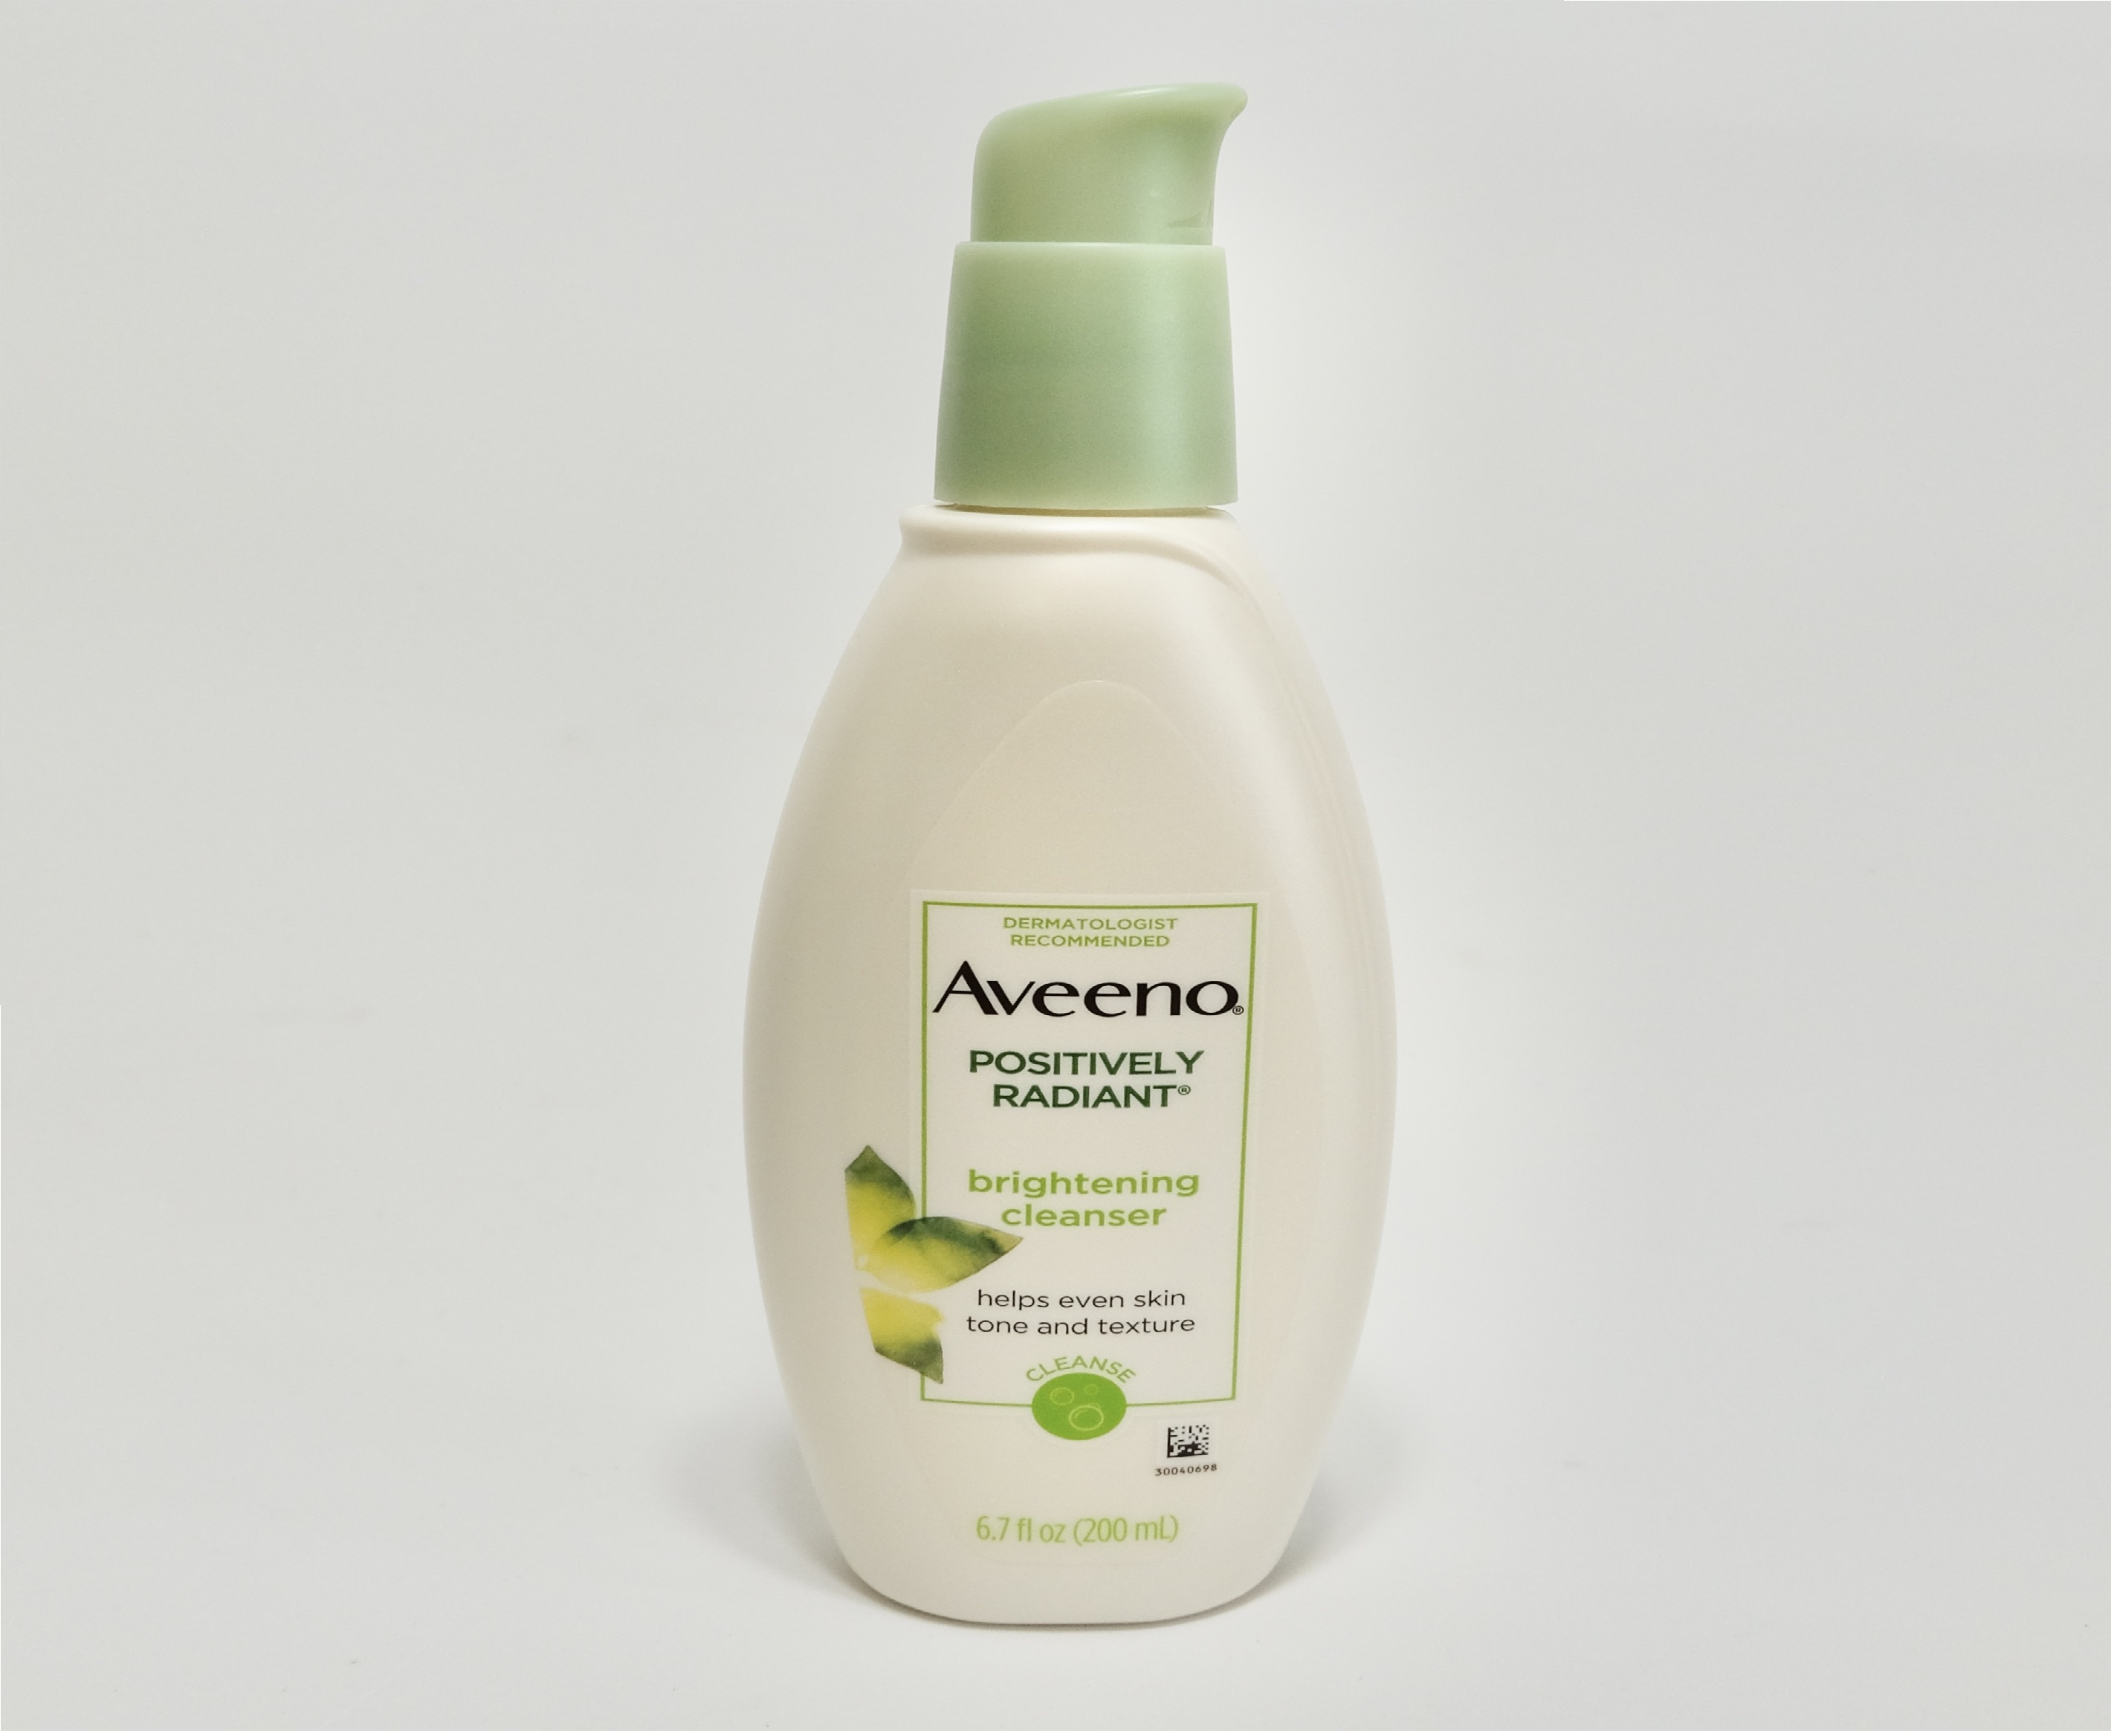 DERMATOLOGIST
RECOMMENDED
Aveeno®
POSITIVELY
RADIANT®
brightening
cleanser
helps even skin
tone and texture
CLEANSE
30040698
6.7 fl oz (200 mL)